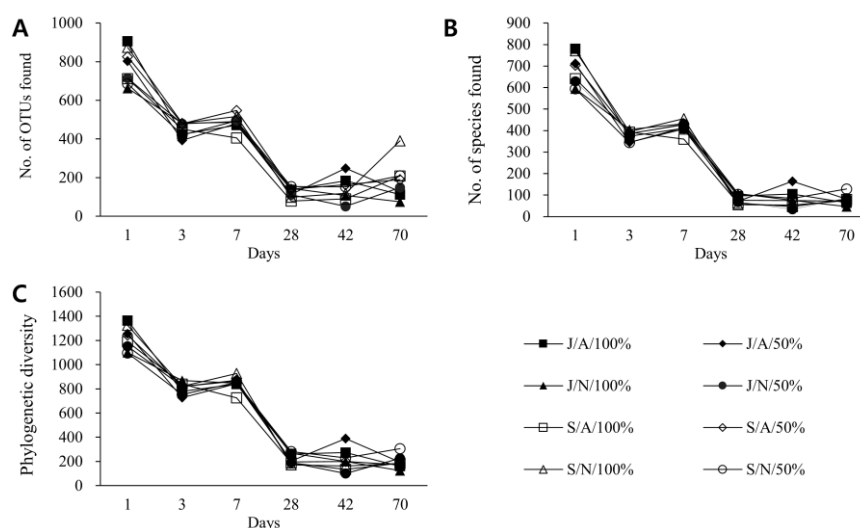 A
1000
800
600
400
200
0
No. of OTUs found
1 3 7 28 42 70
Days
B
900
800
700
600
500
400
300
200
100
0
No. of species found
1 3 7 28 42 70
Days
C
1600
1400
1200
1000
800
600
400
200
0
Phylogenetic diversity
1 3 7 28 42 70
Days
J/A/100% J/A/50%
J/N/100% J/N/50%
S/A/100% S/A/50%
S/N/100% S/N/50%